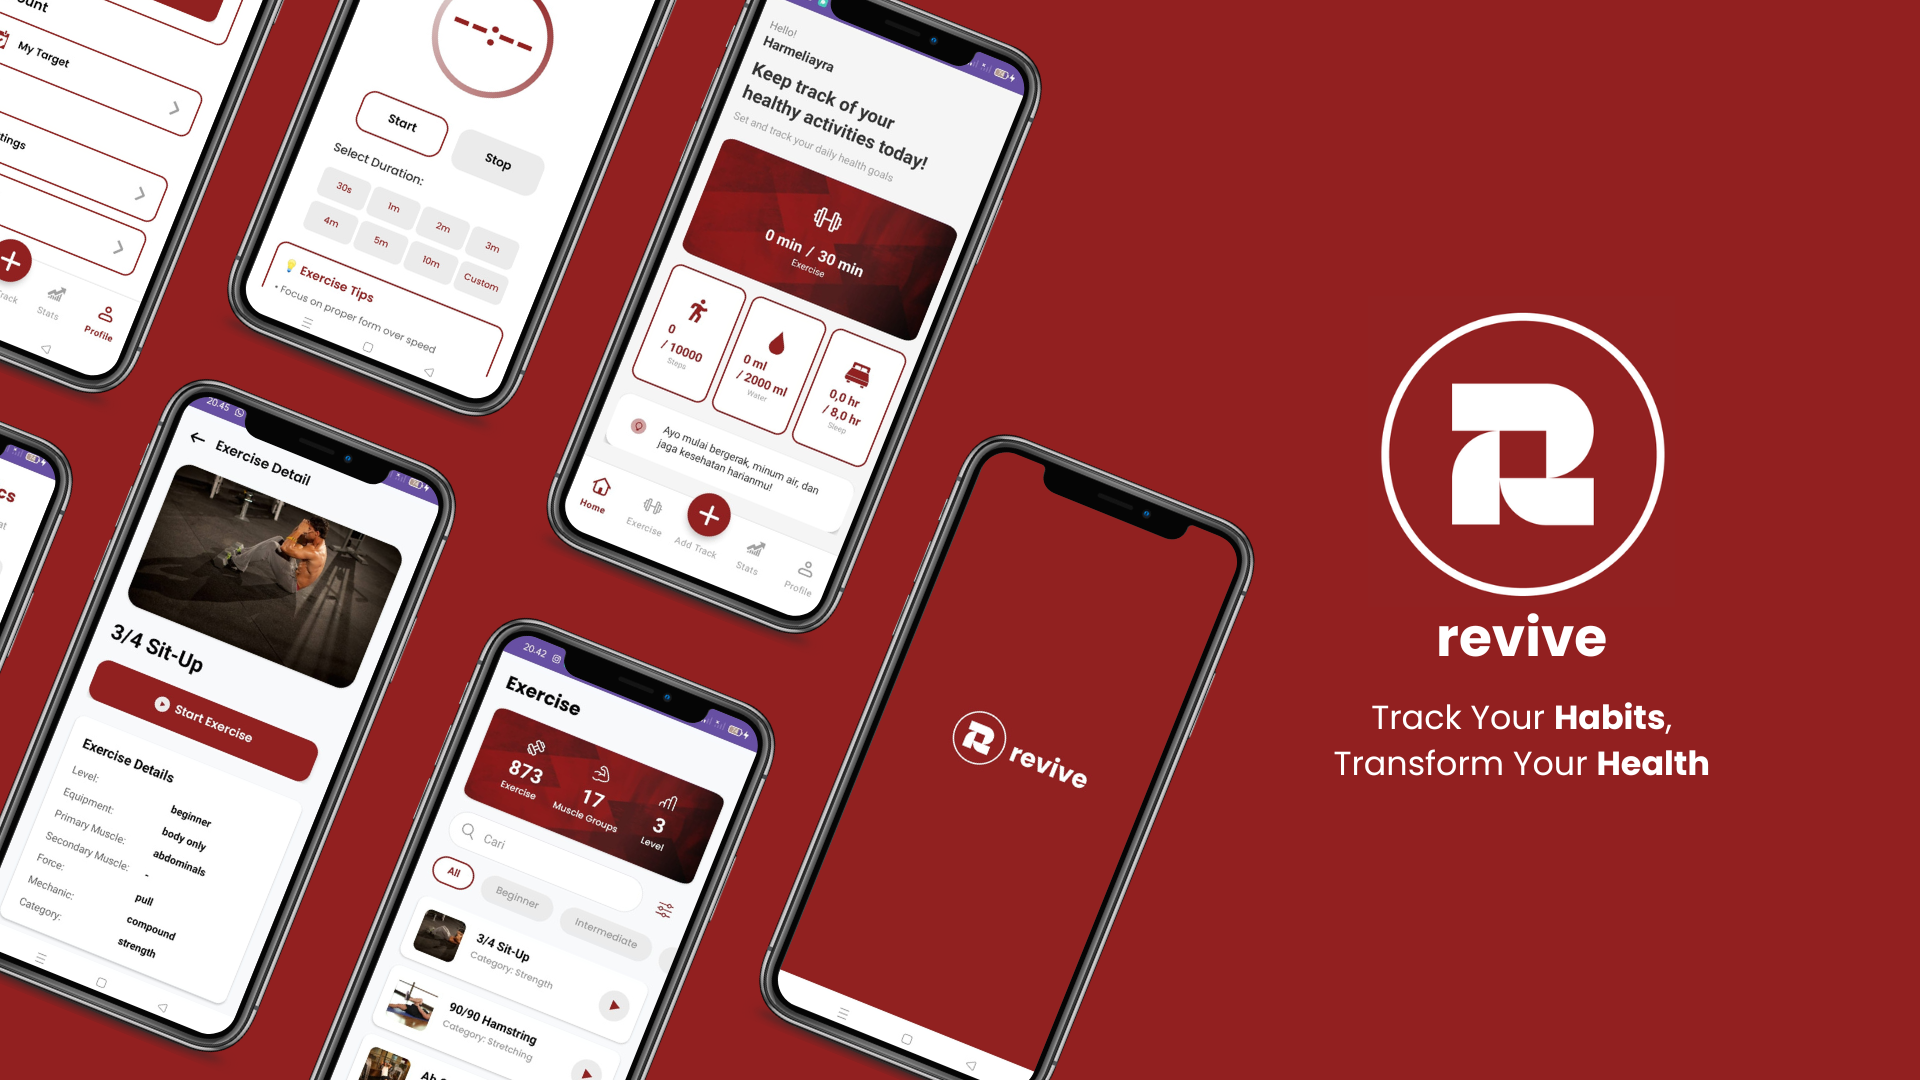 My Target
Track
Stats
Profile
Start
Stop
Select Duration:
30s
1m
2m
3m
4m
5m
10m
Custom
💡 Exercise Tips
• Focus on proper form over speed
Hello!
Harmeliayra
Keep track of your
healthy activities today!
Set and track your daily health goals
0 min / 30 min
Exercise
0
/ 10000
Steps
0 ml
/ 2000 ml
Water
0,0 hr
/ 8,0 hr
Sleep
Ayo mulai bergerak, minum air, dan
jaga kesehatan harianmu!
Home
Exercise
Add Track
Stats
Profile
20.45
Exercise Detail
3/4 Sit-Up
Start Exercise
Exercise Details
Level: beginner
Equipment: body only
Primary Muscle: abdominals
Secondary Muscle: -
Force: pull
Mechanic: compound
Category: strength
20.42
Exercise
873
Exercise
17
Muscle Groups
3
Level
Cari
All
Beginner
Intermediate
3/4 Sit-Up
Category: Strength
90/90 Hamstring
Category: Stretching
revive
R
revive
Track Your Habits,
Transform Your Health